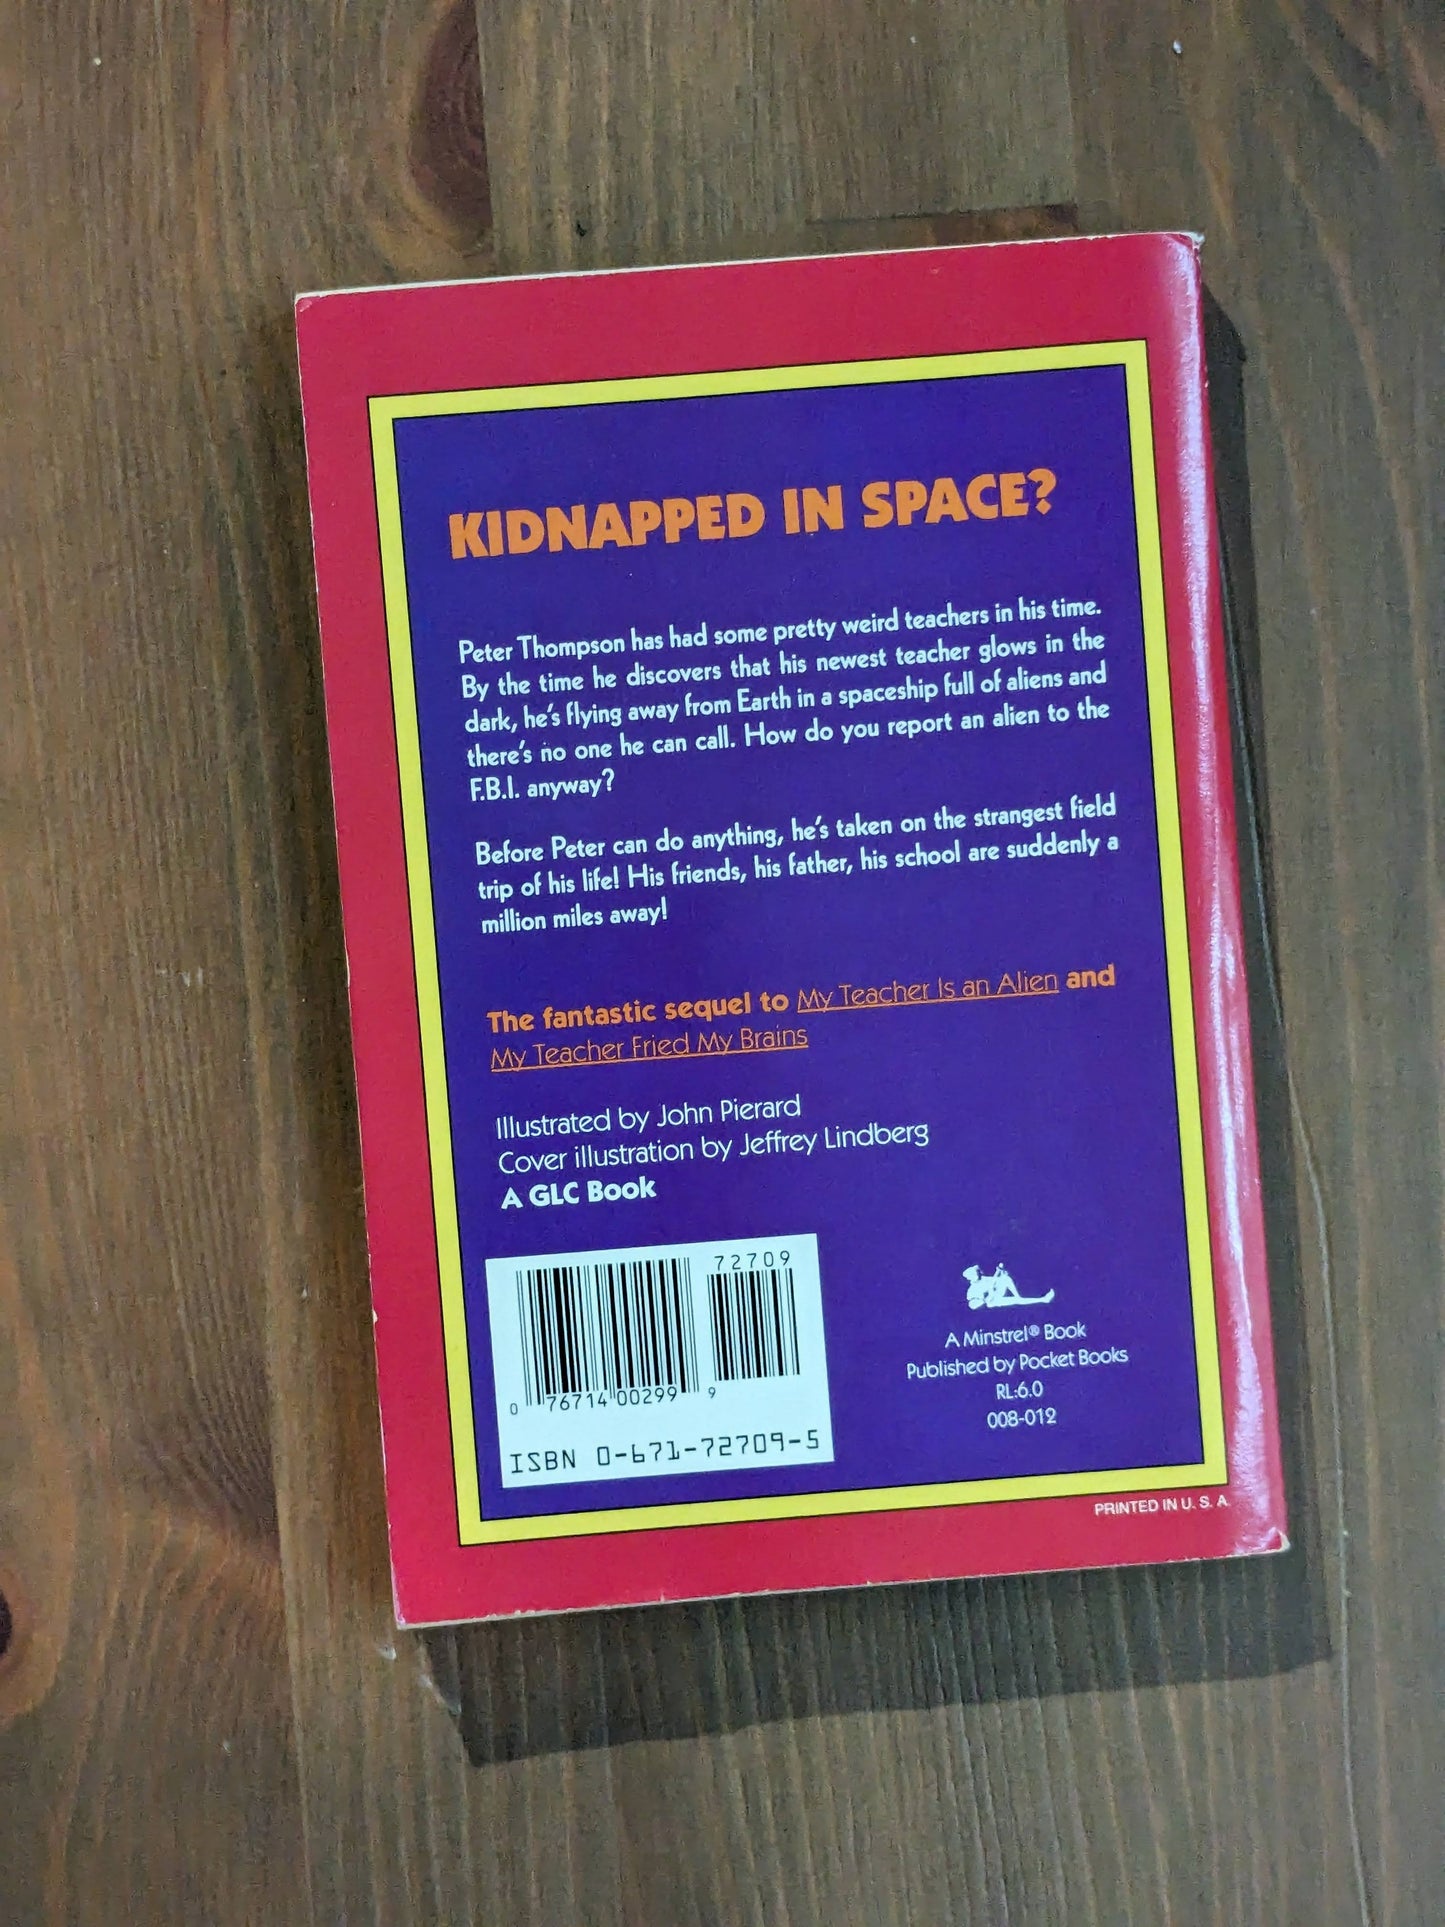 KIDNAPPED IN SPACE?
Peter Thompson has had some pretty weird teachers in his time.
By the time he discovers that his newest teacher glows in the
dark, he's flying away from Earth in a spaceship full of aliens and
there's no one he can call. How do you report an alien to the
F.B.I. anyway?
Before Peter can do anything, he's taken on the strangest field
trip of his life! His friends, his father, his school are suddenly a
million miles away!
The fantastic sequel to My Teacher Is an Alien and
My Teacher Fried My Brains
Illustrated by John Pierard
Cover illustration by Jeffrey Lindberg
A GLC Book
72709
0 76714 00299 9
ISBN 0-671-72709-5
A Minstrel® Book
Published by Pocket Books
RL:6.0
008-012
PRINTED IN U. S. A.